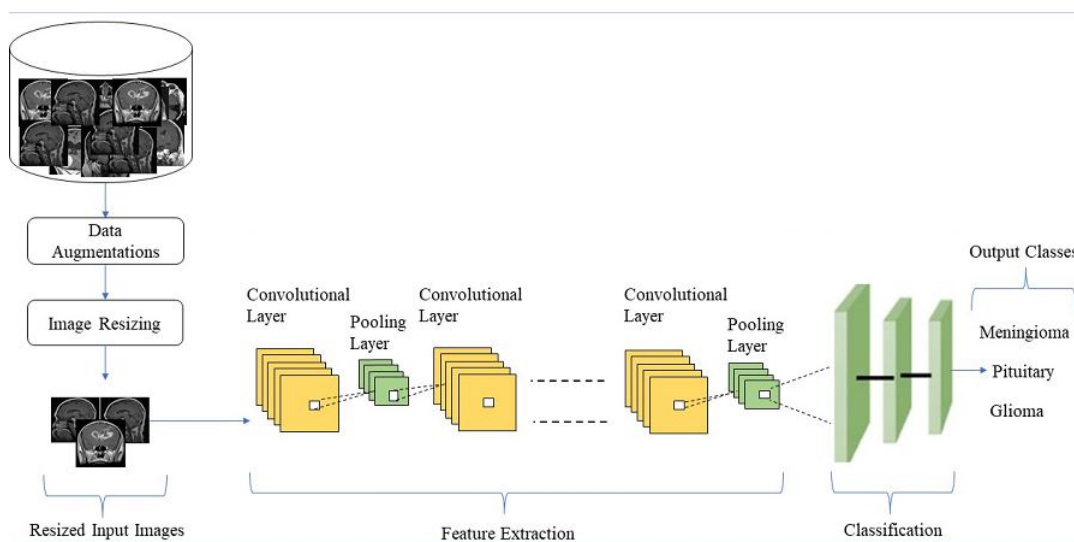 Data
Augmentations
Image Resizing
Resized Input Images
Convolutional
Layer
Pooling
Layer
Convolutional
Layer
Convolutional
Layer
Pooling
Layer
Feature Extraction
Classification
Output Classes
Meningioma
Pituitary
Glioma